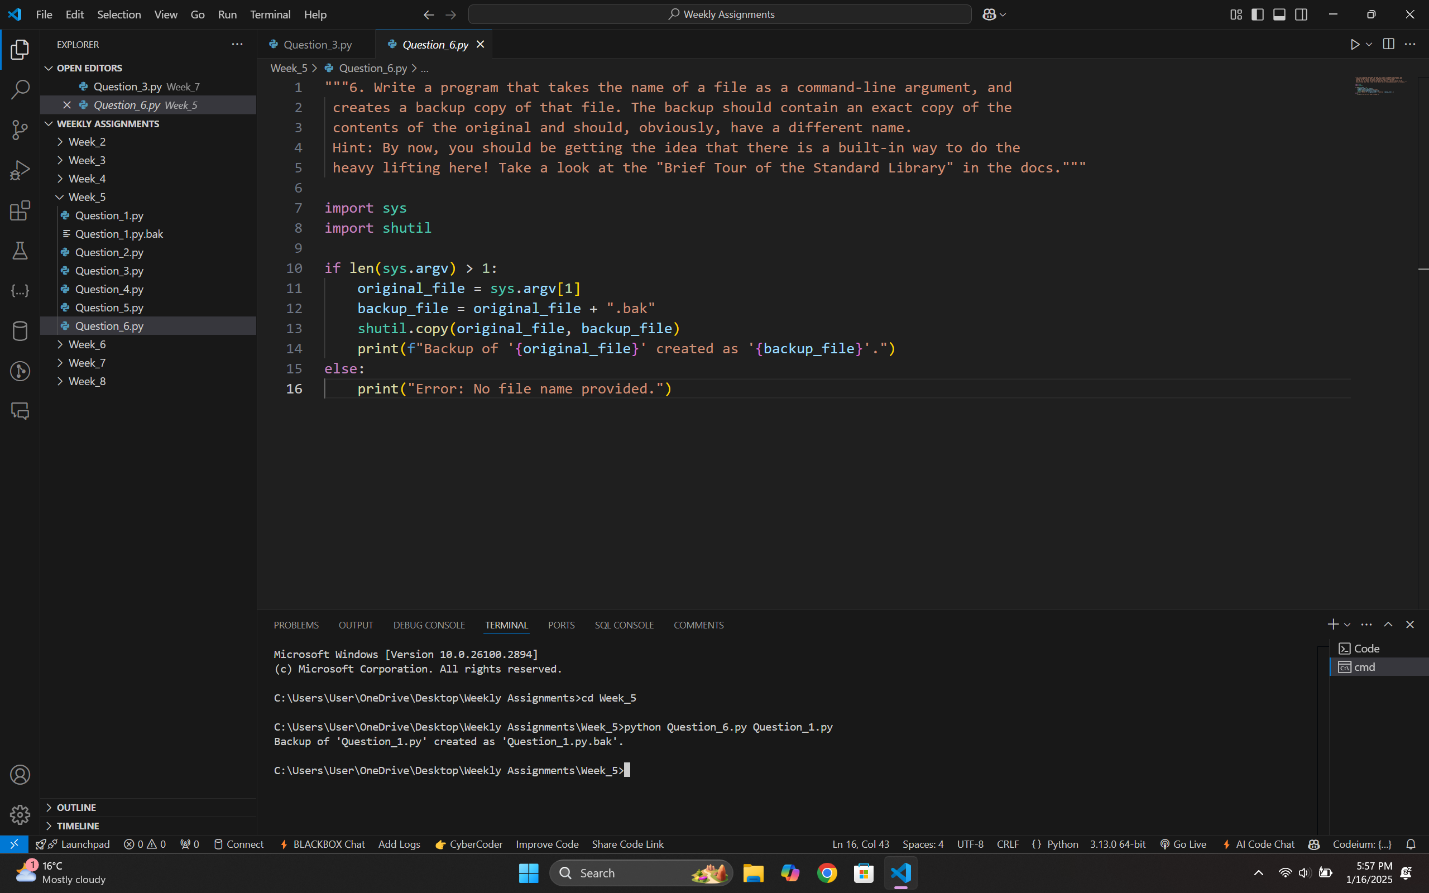 File Edit Selection View Go Run Terminal Help
Weekly Assignments
EXPLORER
OPEN EDITORS
Question_3.py Week_7
Question_6.py Week_5
WEEKLY ASSIGNMENTS
Week_2
Week_3
Week_4
Week_5
Question_1.py
Question_1.py.bak
Question_2.py
Question_3.py
Question_4.py
Question_5.py
Question_6.py
Week_6
Week_7
Week_8
OUTLINE
TIMELINE
Question_3.py
Question_6.py
Week_5 > Question_6.py > ...
1 """6. Write a program that takes the name of a file as a command-line argument, and
2 creates a backup copy of that file. The backup should contain an exact copy of the
3 contents of the original and should, obviously, have a different name.
4 Hint: By now, you should be getting the idea that there is a built-in way to do the
5 heavy lifting here! Take a look at the "Brief Tour of the Standard Library" in the docs."""
6
7 import sys
8 import shutil
9
10 if len(sys.argv) > 1:
11 original_file = sys.argv[1]
12 backup_file = original_file + ".bak"
13 shutil.copy(original_file, backup_file)
14 print(f"Backup of '{original_file}' created as '{backup_file}'.")
15 else:
16 print("Error: No file name provided.")
PROBLEMS OUTPUT DEBUG CONSOLE TERMINAL PORTS SQL CONSOLE COMMENTS
Microsoft Windows [Version 10.0.26100.2894]
(c) Microsoft Corporation. All rights reserved.
C:\Users\User\OneDrive\Desktop\Weekly Assignments>cd Week_5
C:\Users\User\OneDrive\Desktop\Weekly Assignments\Week_5>python Question_6.py Question_1.py
Backup of 'Question_1.py' created as 'Question_1.py.bak'.
C:\Users\User\OneDrive\Desktop\Weekly Assignments\Week_5>
Code
cmd
Launchpad 0 0 0 Connect BLACKBOX Chat Add Logs CyberCoder Improve Code Share Code Link Ln 16, Col 43 Spaces: 4 UTF-8 CRLF {} Python 3.13.0 64-bit Go Live AI Code Chat Codeium: {...}
1
16°C
Mostly cloudy
Search
5:57 PM
1/16/2025